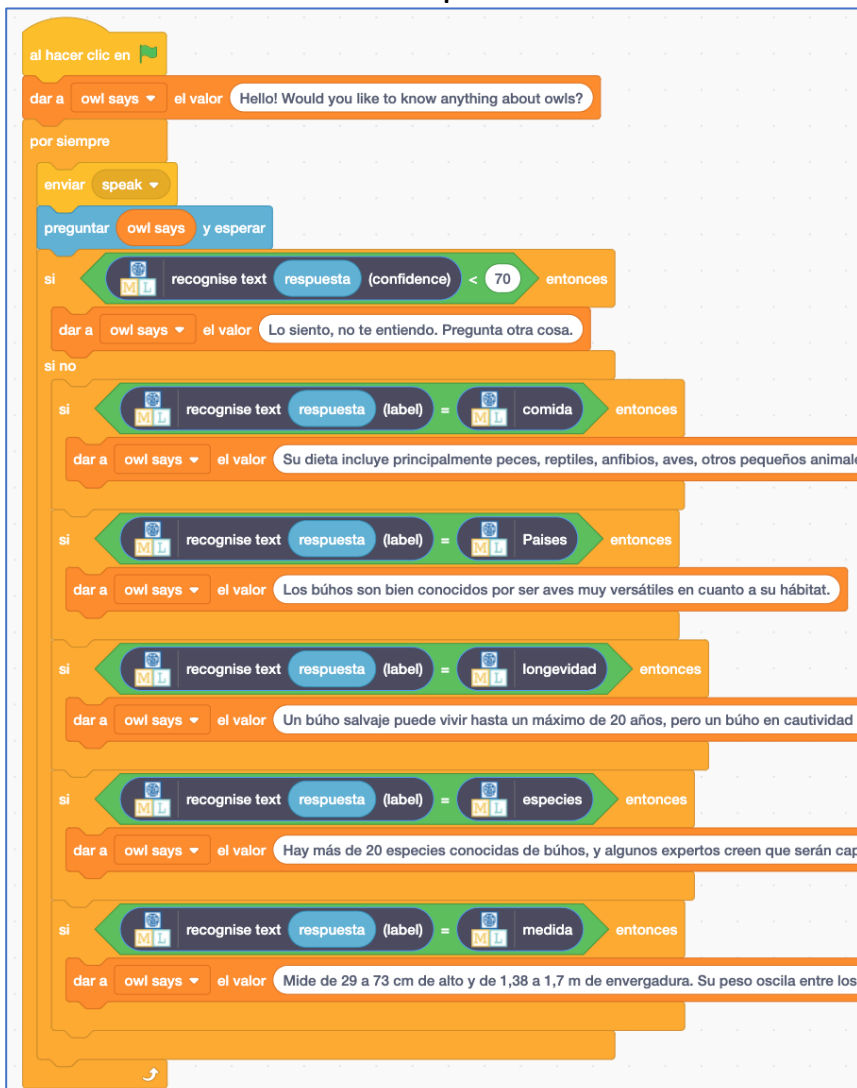 al hacer clic en
dar a owl says el valor Hello! Would you like to know anything about owls?
por siempre
enviar speak
preguntar owl says y esperar
si ML recognise text respuesta (confidence) < 70 entonces
dar a owl says el valor Lo siento, no te entiendo. Pregunta otra cosa.
si no
si ML recognise text respuesta (label) = ML comida entonces
dar a owl says el valor Su dieta incluye principalmente peces, reptiles, anfibios, aves, otros pequeños animale
si ML recognise text respuesta (label) = ML Paises entonces
dar a owl says el valor Los búhos son bien conocidos por ser aves muy versátiles en cuanto a su hábitat.
si ML recognise text respuesta (label) = ML longevidad entonces
dar a owl says el valor Un búho salvaje puede vivir hasta un máximo de 20 años, pero un búho en cautividad
si ML recognise text respuesta (label) = ML especies entonces
dar a owl says el valor Hay más de 20 especies conocidas de búhos, y algunos expertos creen que serán cap
si ML recognise text respuesta (label) = ML medida entonces
dar a owl says el valor Mide de 29 a 73 cm de alto y de 1,38 a 1,7 m de envergadura. Su peso oscila entre los